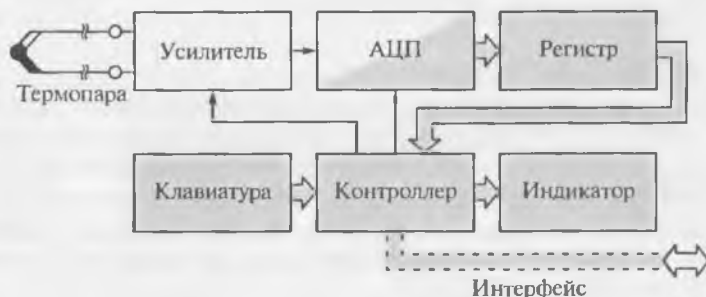 Усилитель
АЦП
Регистр
Термопара
Клавиатура
Контроллер
Индикатор
Интерфейс